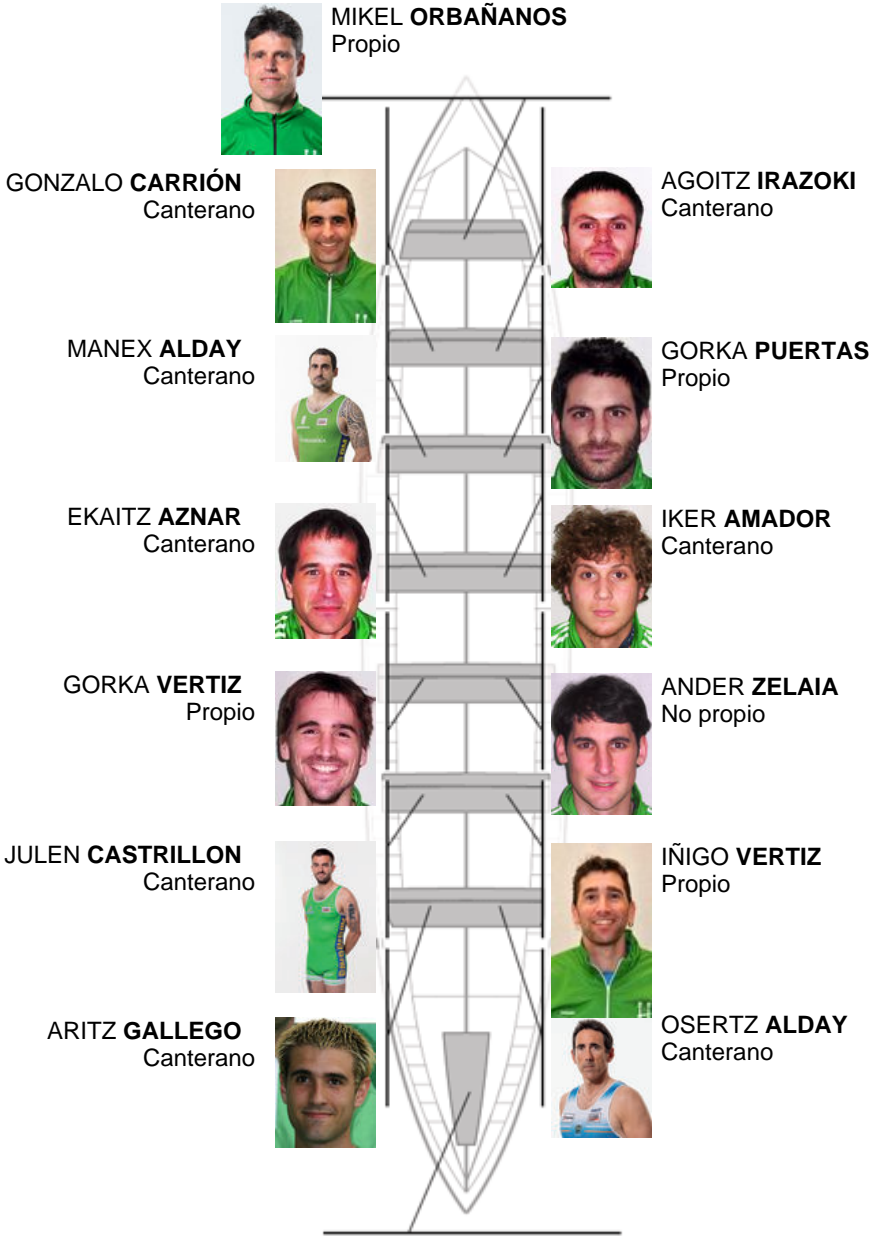 MIKEL ORBAÑANOS
Propio
GONZALO CARRIÓN
Canterano
AGOITZ IRAZOKI
Canterano
MANEX ALDAY
Canterano
GORKA PUERTAS
Propio
EKAITZ AZNAR
Canterano
IKER AMADOR
Canterano
GORKA VERTIZ
Propio
ANDER ZELAIA
No propio
JULEN CASTRILLON
Canterano
IÑIGO VERTIZ
Propio
ARITZ GALLEGO
Canterano
OSERTZ ALDAY
Canterano